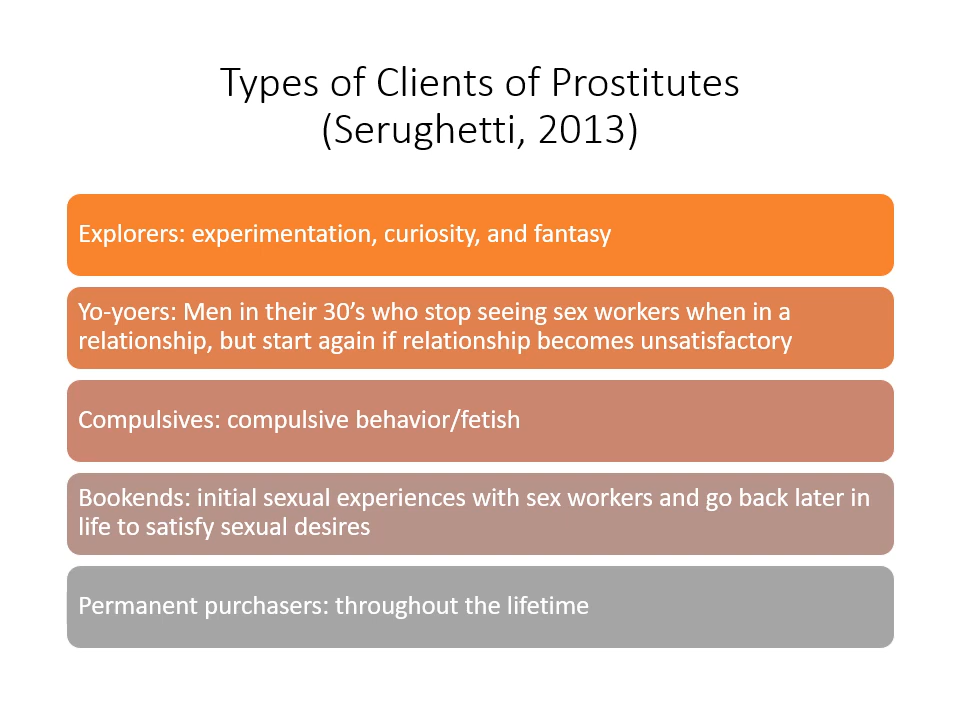 Types of Clients of Prostitutes
(Serughetti, 2013)
Explorers: experimentation, curiosity, and fantasy
Yo-yoers: Men in their 30’s who stop seeing sex workers when in a
relationship, but start again if relationship becomes unsatisfactory
Compulsives: compulsive behavior/fetish
Bookends: initial sexual experiences with sex workers and go back later in
life to satisfy sexual desires
Permanent purchasers: throughout the lifetime